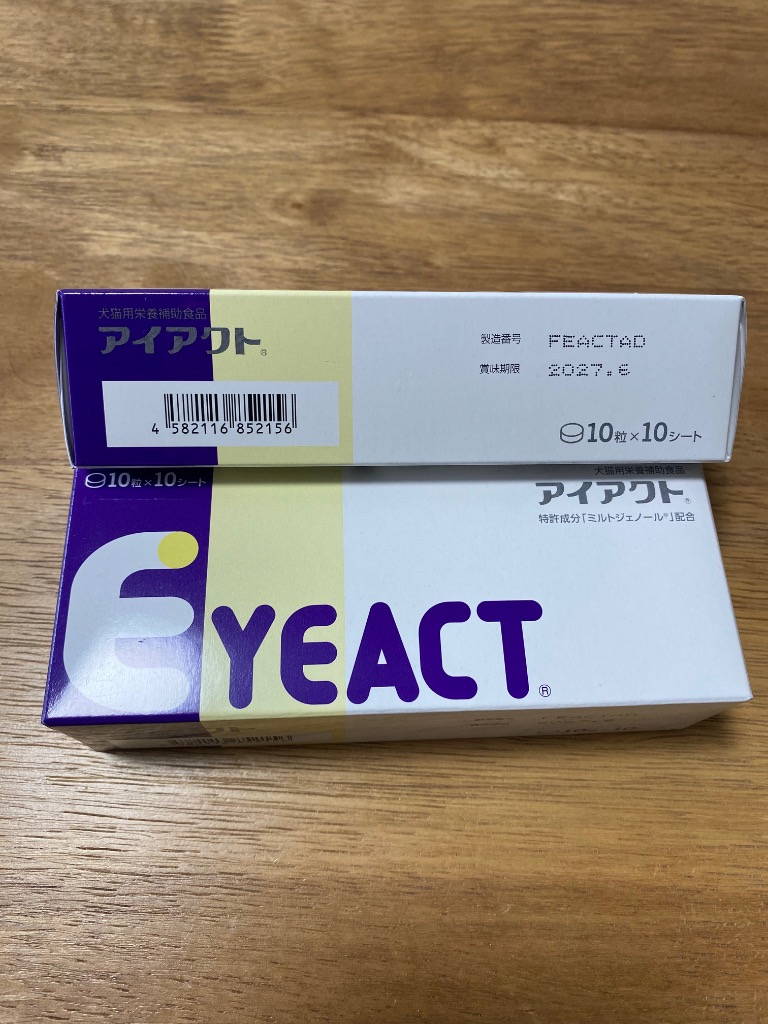 犬猫用栄養補助食品
アイアクト®
4 582116 852156
製造番号 FEACTAD
賞味期限 2027.6
10粒×10シート
10粒×10シート
犬猫用栄養補助食品
アイアクト®
特許成分「ミルトジェノール®」配合
EYEACT®